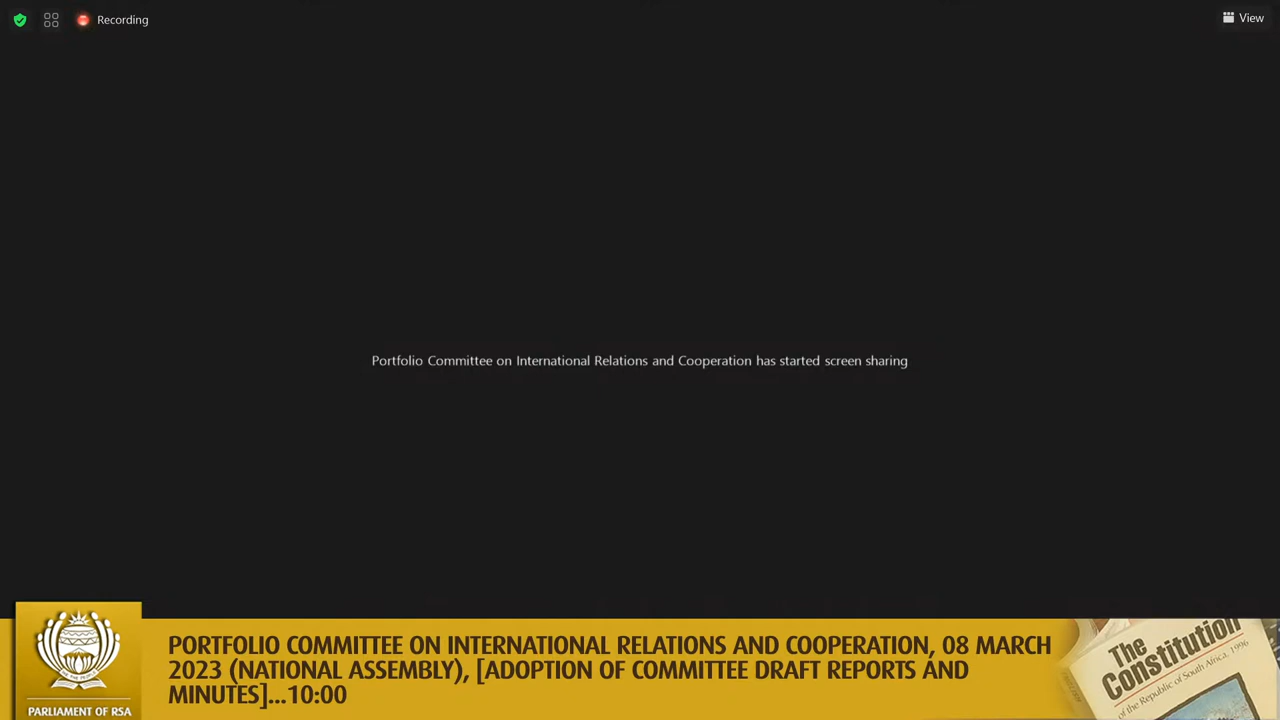 Recording
View
Portfolio Committee on International Relations and Cooperation has started screen sharing
PORTFOLIO COMMITTEE ON INTERNATIONAL RELATIONS AND COOPERATION, 08 MARCH
2023 (NATIONAL ASSEMBLY), [ADOPTION OF COMMITTEE DRAFT REPORTS AND
MINUTES]...10:00
PARLIAMENT OF RSA
The
Constitution
of the Republic of South Africa, 1996